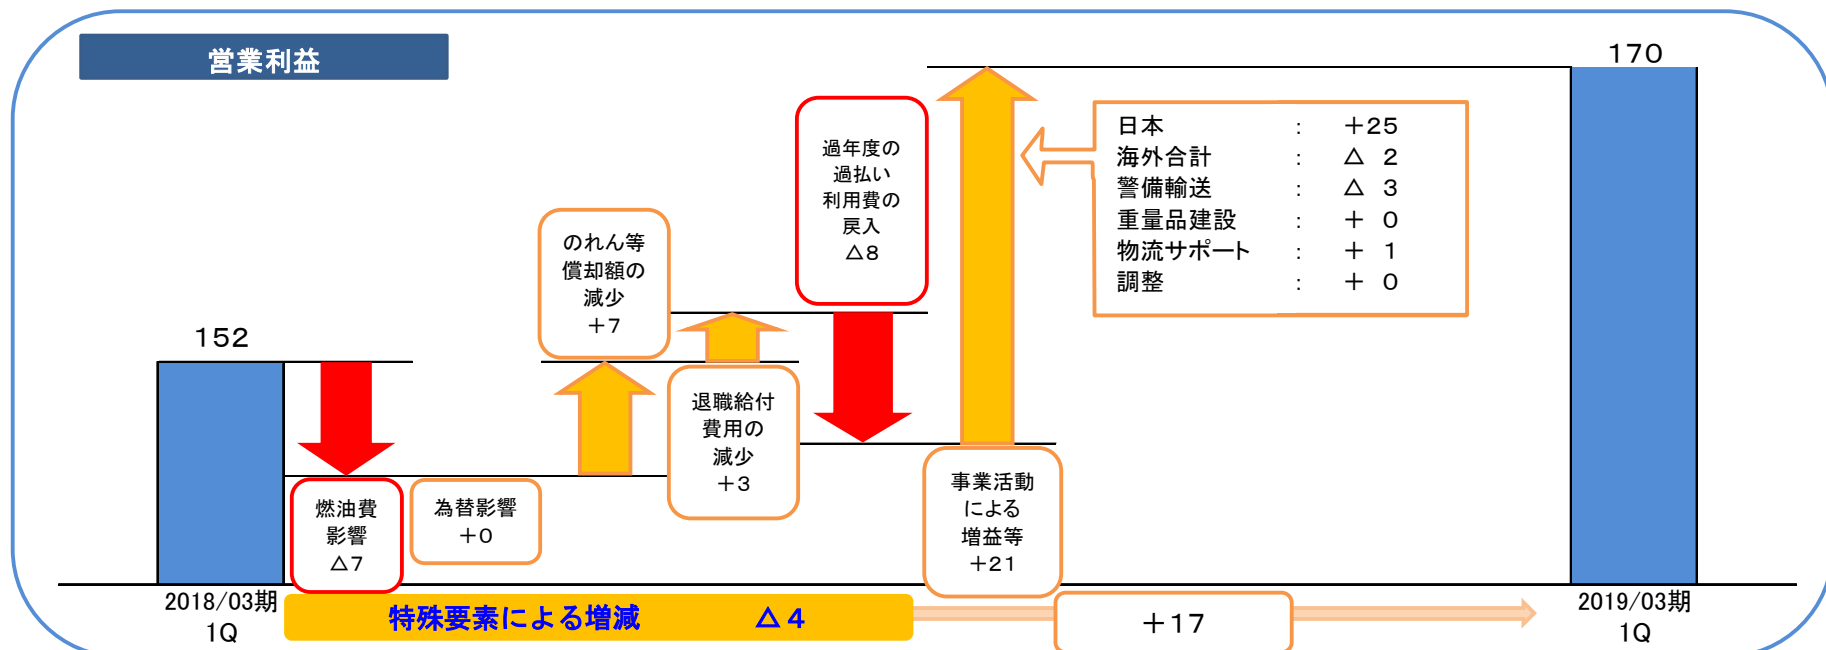 営業利益
170
過年度の
過払い
利用費の
戻入
△8
日本 : +25
海外合計 : △ 2
警備輸送 : △ 3
重量品建設 : + 0
物流サポート : + 1
調整 : + 0
のれん等
償却額の
減少
+7
152
退職給付
費用の
減少
+3
燃油費
影響
△7
為替影響
+0
事業活動
による
増益等
+21
2018/03期
1Q
特殊要素による増減 △4
+17
2019/03期
1Q